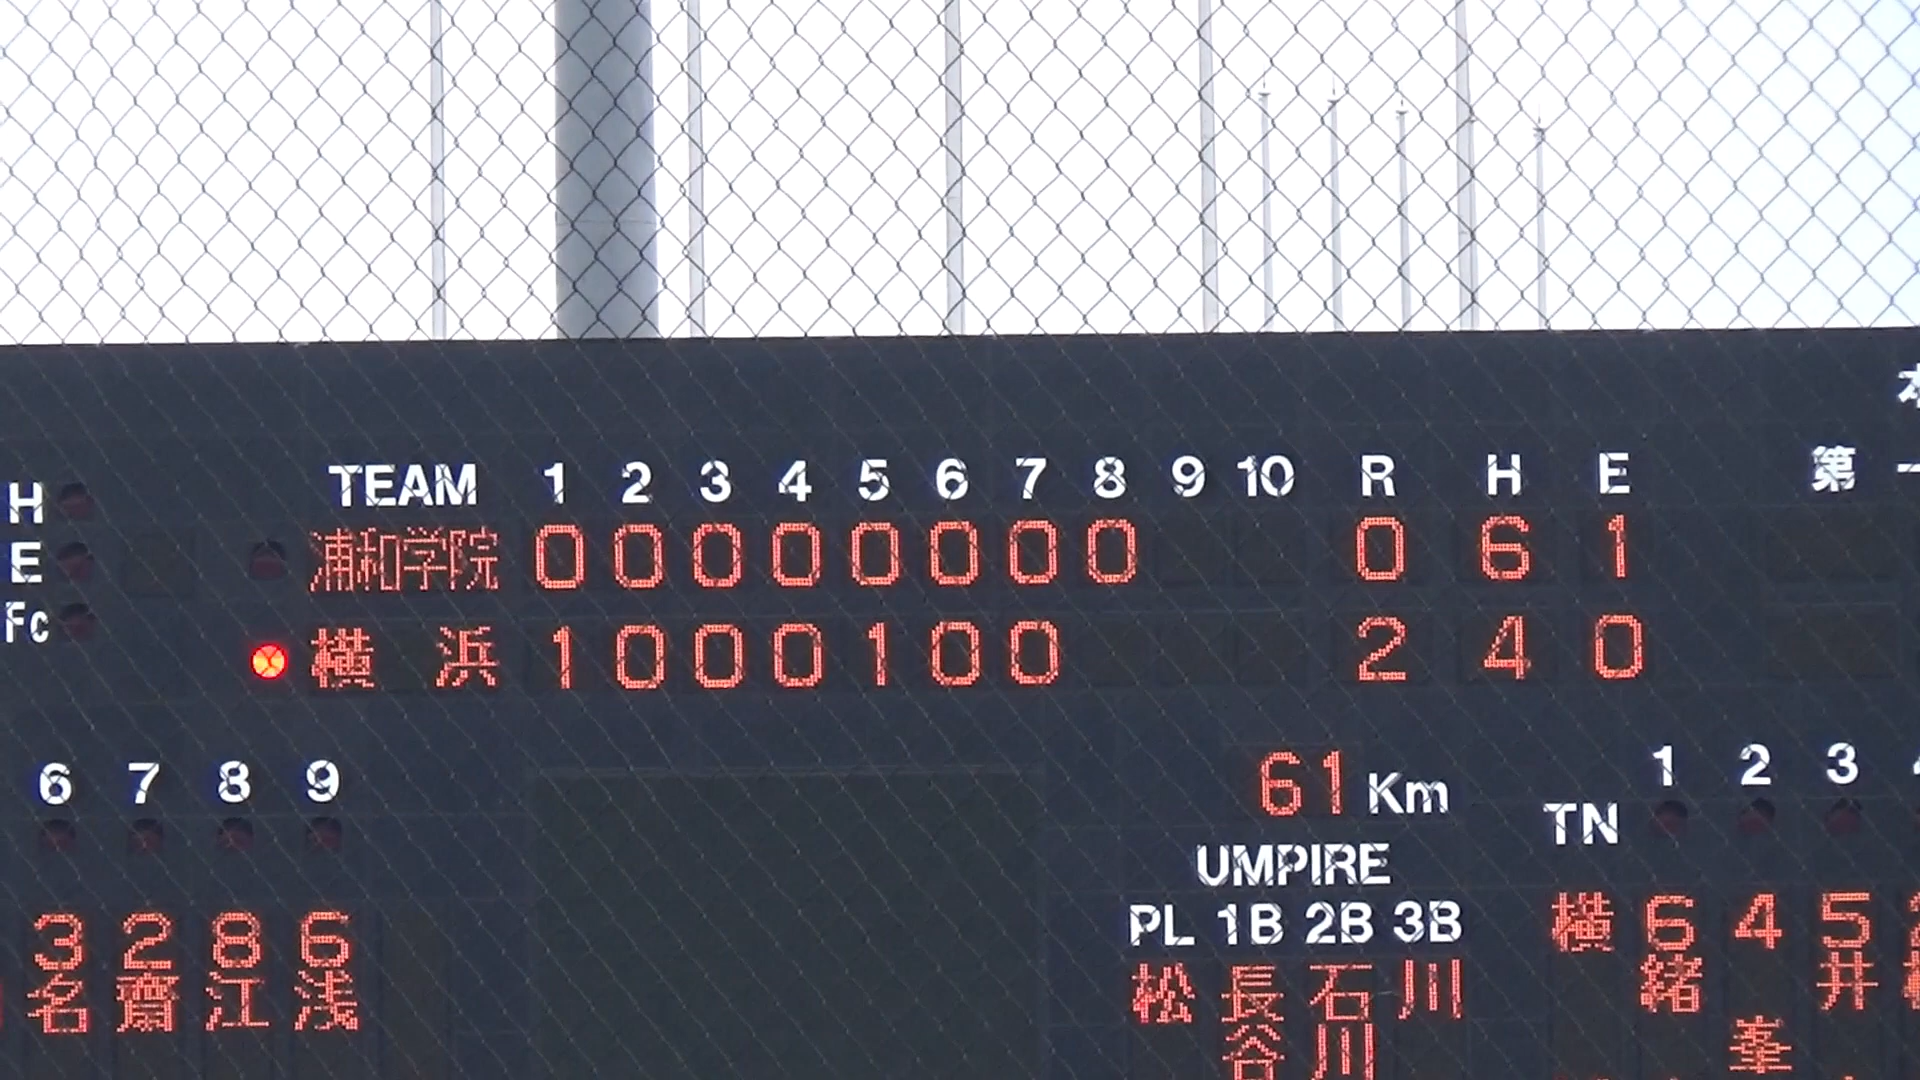 H
E
Fc
TEAM 1 2 3 4 5 6 7 8 9 10 R H E
浦和学院 0 0 0 0 0 0 0 0 0 6 1
横浜 1 0 0 0 1 0 0 2 4 0
第一
6 7 8 9
3 2 8 6
名 齋 江 浅
61 Km
UMPIRE
PL 1B 2B 3B
松 長谷 石川 川
TN 1 2 3
横 6 4 5
緒 峯 井